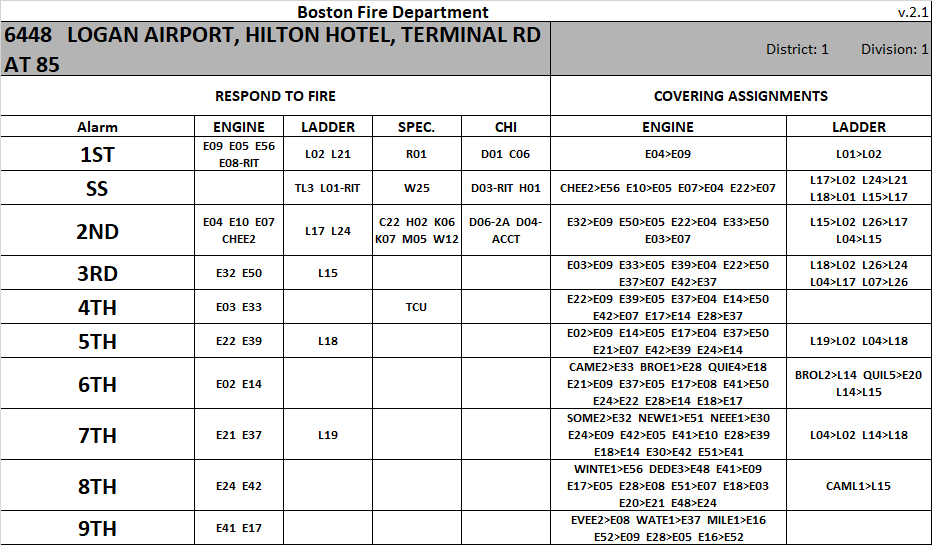 Boston Fire Department
v.2.1
6448 LOGAN AIRPORT, HILTON HOTEL, TERMINAL RD
AT 85
District: 1 Division: 1
RESPOND TO FIRE COVERING ASSIGNMENTS
Alarm ENGINE LADDER SPEC. CHI ENGINE LADDER
1ST
E09 E05 E56
E08-RIT
L02 L21
R01
D01 C06
E04>E09
L01>L02
SS
TL3 L01-RIT
W25
D03-RIT H01
CHEE2>E56 E10>E05 E07>E04 E22>E07
L17>L02 L24>L21
L18>L01 L15>L17
2ND
E04 E10 E07
CHEE2
L17 L24
C22 H02 K06
K07 M05 W12
D06-2A D04-
ACCT
E32>E09 E50>E05 E22>E04 E33>E50
E03>E07
L15>L02 L26>L17
L04>L15
3RD
E32 E50
L15
E03>E09 E33>E05 E39>E04 E22>E50
E37>E07 E42>E37
L18>L02 L26>L24
L04>L17 L07>L26
4TH
E03 E33
TCU
E22>E09 E39>E05 E37>E04 E14>E50
E42>E07 E17>E14 E28>E37
5TH
E22 E39
L18
E02>E09 E14>E05 E17>E04 E37>E50
E21>E07 E42>E39 E24>E14
L19>L02 L04>L18
6TH
E02 E14
CAME2>E33 BROE1>E28 QUIE4>E18
E21>E09 E37>E05 E17>E08 E41>E50
E24>E22 E28>E14 E18>E17
BROL2>L14 QUIL5>E20
L14>L15
7TH
E21 E37
L19
SOME2>E32 NEWE1>E51 NEEE1>E30
E24>E09 E42>E05 E41>E10 E28>E39
E18>E14 E30>E42 E51>E41
L04>L02 L14>L18
8TH
E24 E42
WINTE1>E56 DEDE3>E48 E41>E09
E17>E05 E28>E08 E51>E07 E18>E03
E20>E21 E48>E24
CAML1>L15
9TH
E41 E17
EVEE2>E08 WATE1>E37 MILE1>E16
E52>E09 E28>E05 E16>E52